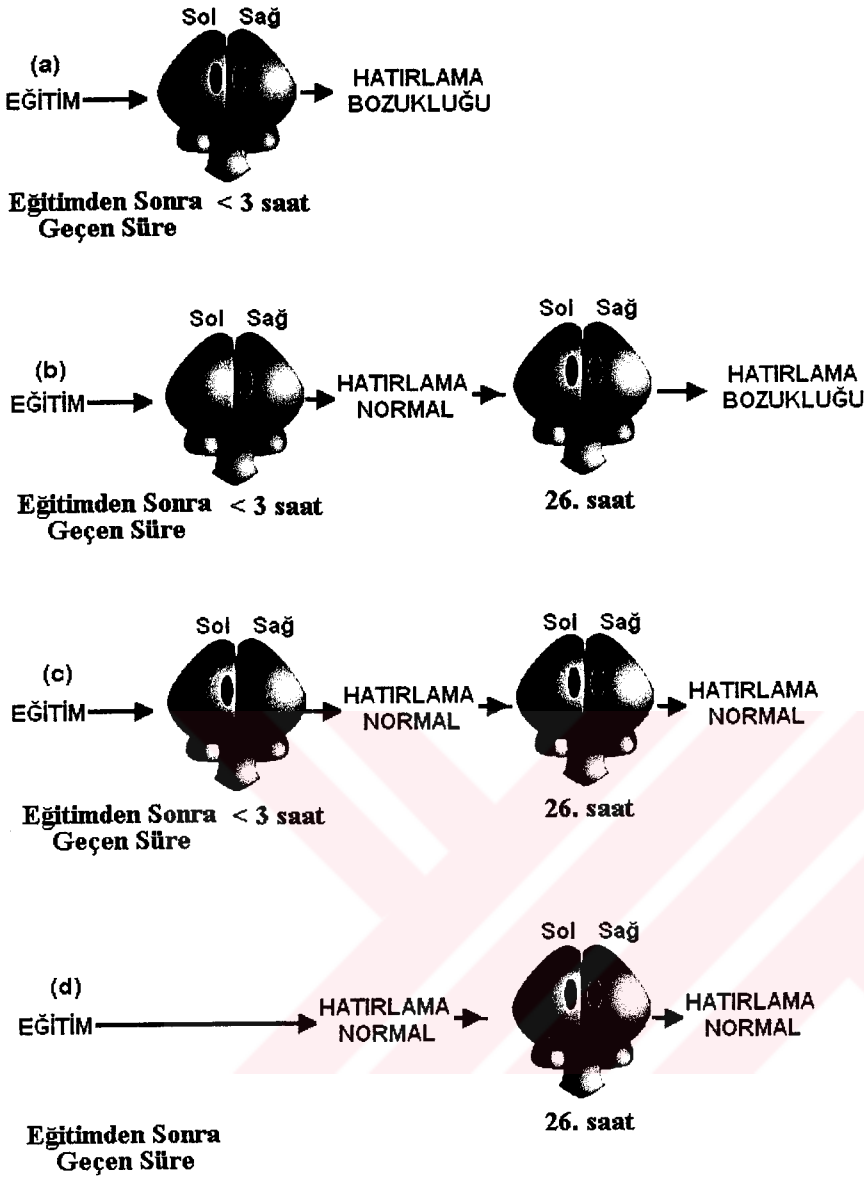 Sol Sağ
(a)
EĞİTİM
HATIRLAMA
BOZUKLUĞU
Eğitimden Sonra < 3 saat
Geçen Süre
Sol Sağ
Sol Sağ
(b)
EĞİTİM
HATIRLAMA
NORMAL
HATIRLAMA
BOZUKLUĞU
Eğitimden Sonra < 3 saat
Geçen Süre
26. saat
Sol Sağ
Sol Sağ
(c)
EĞİTİM
HATIRLAMA
NORMAL
HATIRLAMA
NORMAL
Eğitimden Sonra < 3 saat
Geçen Süre
26. saat
Sol Sağ
(d)
EĞİTİM
HATIRLAMA
NORMAL
HATIRLAMA
NORMAL
26. saat
Eğitimden Sonra
Geçen Süre